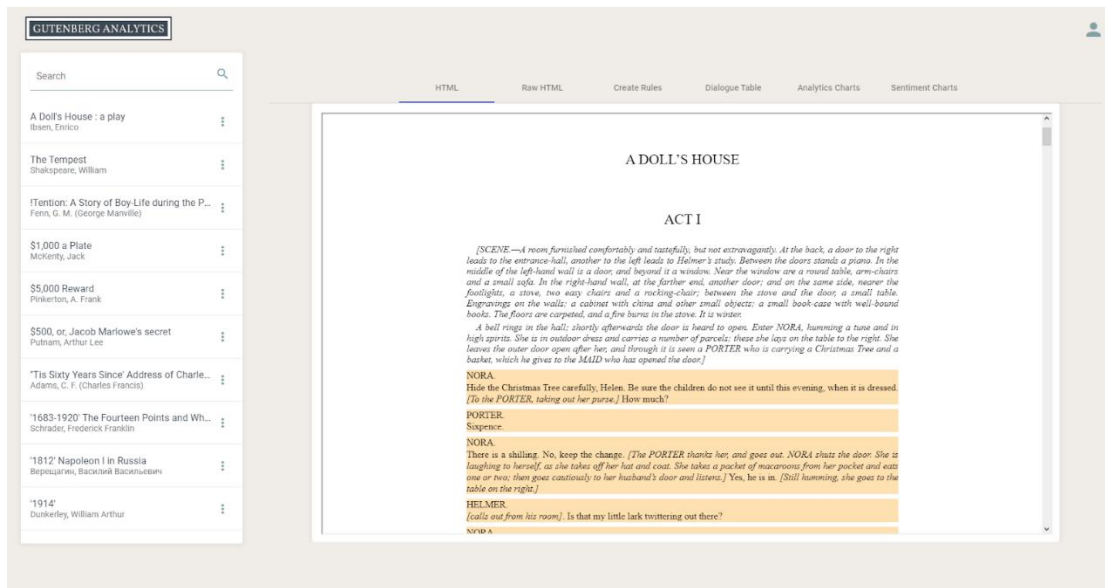 GUTENBERG ANALYTICS
Search
A Doll's House : a play
Ibsen, Enrico
The Tempest
Shakspeare, William
!Tention: A Story of Boy-Life during the P...
Fenn, G. M. (George Manville)
$1,000 a Plate
McKenty, Jack
$5,000 Reward
Pinkerton, A. Frank
$500, or, Jacob Marlowe's secret
Putnam, Arthur Lee
"Tis Sixty Years Since' Address of Charle...
Adams, C. F. (Charles Francis)
'1683-1920' The Fourteen Points and Wh...
Schrader, Frederick Franklin
'1812' Napoleon I in Russia
Верещагин, Василий Васильевич
'1914'
Dunkerley, William Arthur
HTML Raw HTML Create Rules Dialogue Table Analytics Charts Sentiment Charts
A DOLL'S HOUSE
ACT I
[SCENE.—A room furnished comfortably and tastefully, but not extravagantly. At the back, a door to the right
leads to the entrance-hall, another to the left leads to Helmer's study. Between the doors stands a piano. In the
middle of the left-hand wall is a door, and beyond it a window. Near the window are a round table, arm-chairs
and a small sofa. In the right-hand wall, at the farther end, another door; and on the same side, nearer the
footlights, a stove, two easy chairs and a rocking-chair; between the stove and the door, a small table.
Engravings on the walls; a cabinet with china and other small objects; a small book-case with well-bound
books. The floors are carpeted, and a fire burns in the stove. It is winter.
A bell rings in the hall; shortly afterwards the door is heard to open. Enter NORA, humming a tune and in
high spirits. She is in outdoor dress and carries a number of parcels; these she lays on the table to the right. She
leaves the outer door open after her, and through it is seen a PORTER who is carrying a Christmas Tree and a
basket, which he gives to the MAID who has opened the door.]
NORA.
Hide the Christmas Tree carefully, Helen. Be sure the children do not see it until this evening, when it is dressed.
[To the PORTER, taking out her purse.] How much?
PORTER.
Sixpence.
NORA.
There is a shilling. No, keep the change. [The PORTER thanks her, and goes out. NORA shuts the door. She is
laughing to herself, as she takes off her hat and coat. She takes a packet of macaroons from her pocket and eats
one or two; then goes cautiously to her husband's door and listens.] Yes, he is in. [Still humming, she goes to the
table on the right.]
HELMER.
[calls out from his room]. Is that my little lark twittering out there?
NORA.